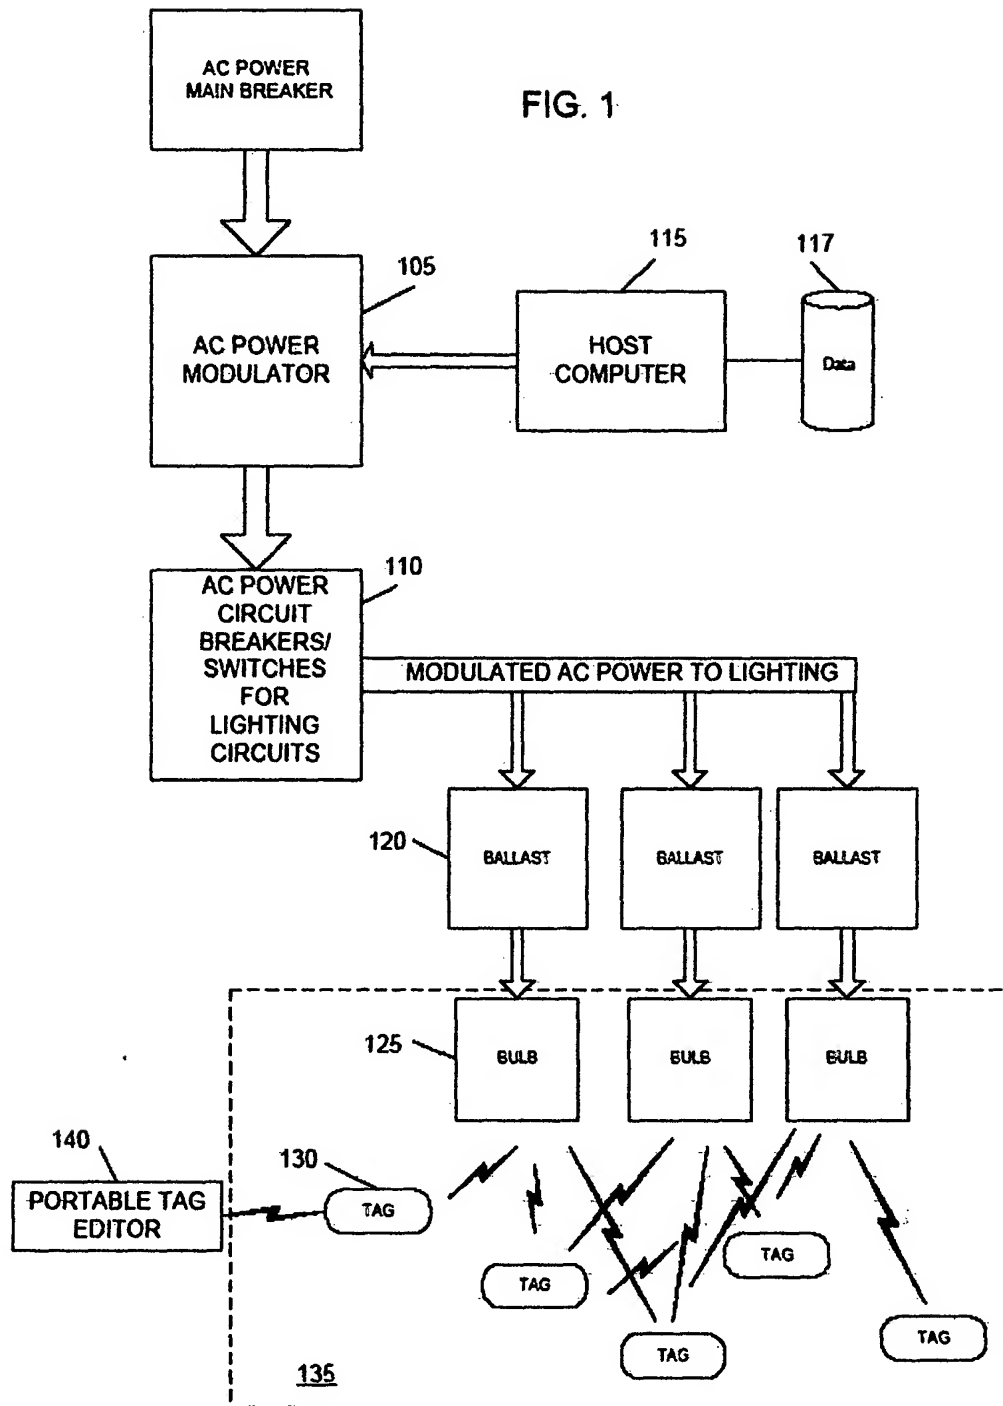 AC POWER
MAIN BREAKER
FIG. 1
105
115
117
AC POWER
MODULATOR
HOST
COMPUTER
Data
110
AC POWER
CIRCUIT
BREAKERS/
SWITCHES
FOR
LIGHTING
CIRCUITS
MODULATED AC POWER TO LIGHTING
120
BALLAST
BALLAST
BALLAST
125
BULB
BULB
BULB
140
130
PORTABLE TAG
EDITOR
TAG
TAG
TAG
TAG
TAG
135